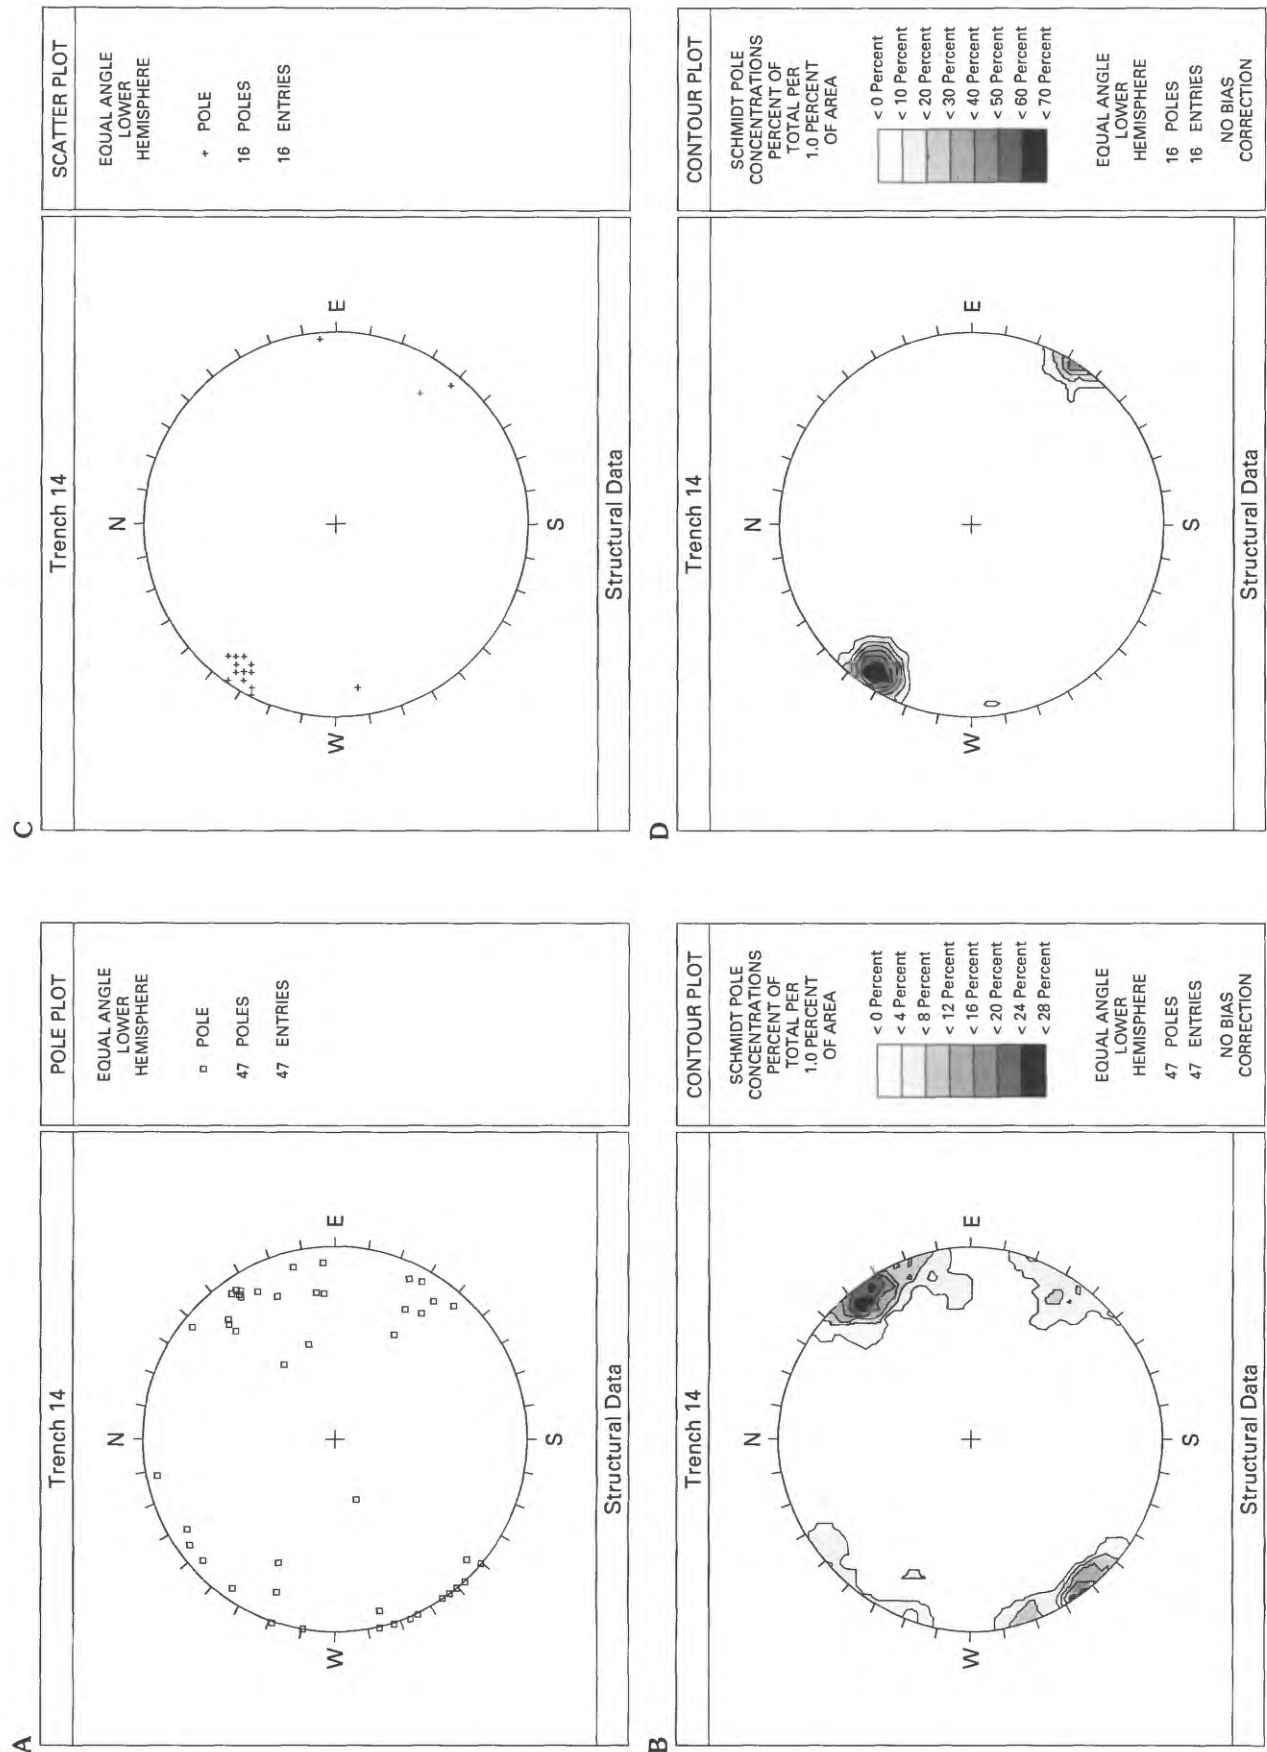 A
Trench 14
N
E
S
W
Structural Data
POLE PLOT
EQUAL ANGLE
LOWER
HEMISPHERE
POLE
47 POLES
47 ENTRIES
B
Trench 14
N
E
S
W
Structural Data
CONTOUR PLOT
SCHMIDT POLE
CONCENTRATIONS
PERCENT OF
TOTAL PER
1.0 PERCENT
OF AREA
< 0 Percent
< 4 Percent
< 8 Percent
< 12 Percent
< 16 Percent
< 20 Percent
< 24 Percent
< 28 Percent
EQUAL ANGLE
LOWER
HEMISPHERE
47 POLES
47 ENTRIES
NO BIAS
CORRECTION
C
Trench 14
N
E
S
W
Structural Data
SCATTER PLOT
EQUAL ANGLE
LOWER
HEMISPHERE
+ POLE
16 POLES
16 ENTRIES
D
Trench 14
N
E
S
W
Structural Data
CONTOUR PLOT
SCHMIDT POLE
CONCENTRATIONS
PERCENT OF
TOTAL PER
1.0 PERCENT
OF AREA
< 0 Percent
< 10 Percent
< 20 Percent
< 30 Percent
< 40 Percent
< 50 Percent
< 60 Percent
< 70 Percent
EQUAL ANGLE
LOWER
HEMISPHERE
16 POLES
16 ENTRIES
NO BIAS
CORRECTION